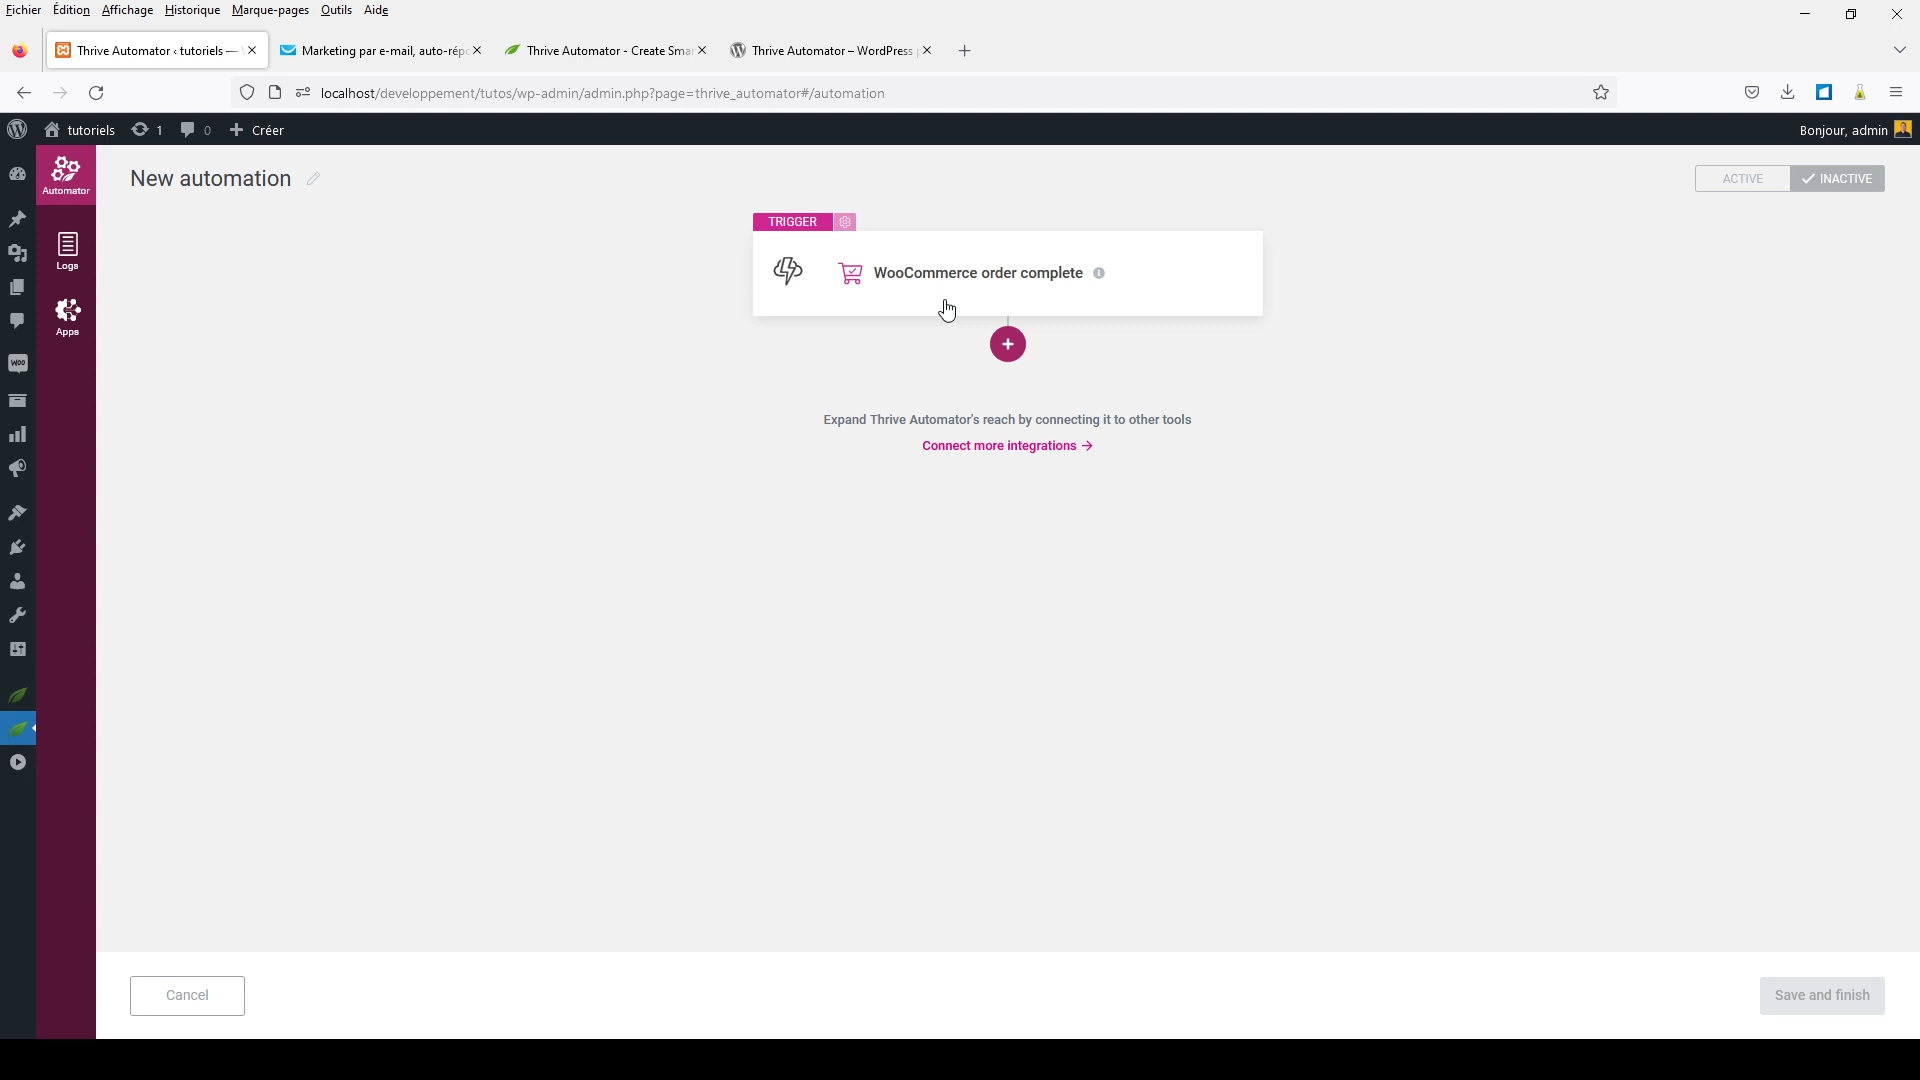 Fichier Édition Affichage Historique Marque-pages Outils Aide
Thrive Automator ‹ tutoriels —
Marketing par e-mail, auto-répo
Thrive Automator - Create Smar
Thrive Automator – WordPress
localhost/developpement/tutos/wp-admin/admin.php?page=thrive_automator#/automation
tutoriels 1 0 Créer
Bonjour, admin
Automator
New automation
ACTIVE INACTIVE
TRIGGER
Logs
WooCommerce order complete
Apps
WOO
Expand Thrive Automator's reach by connecting it to other tools
Connect more integrations →
Cancel
Save and finish